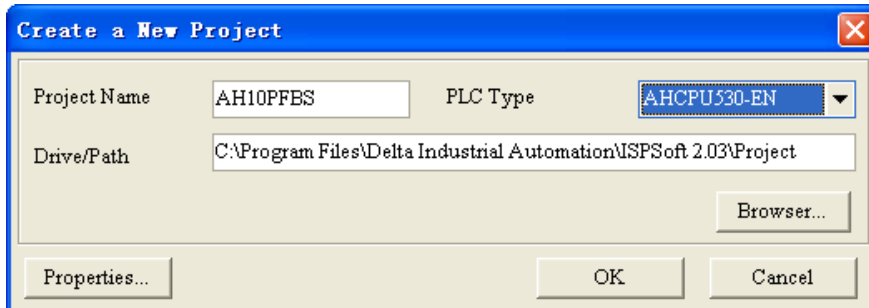 Create a New Project
Project Name AH10PFBS PLC Type AHCPU530-EN
Drive/Path C:\Program Files\Delta Industrial Automation\ISPSoft 2.03\Project
Browser...
Properties... OK Cancel